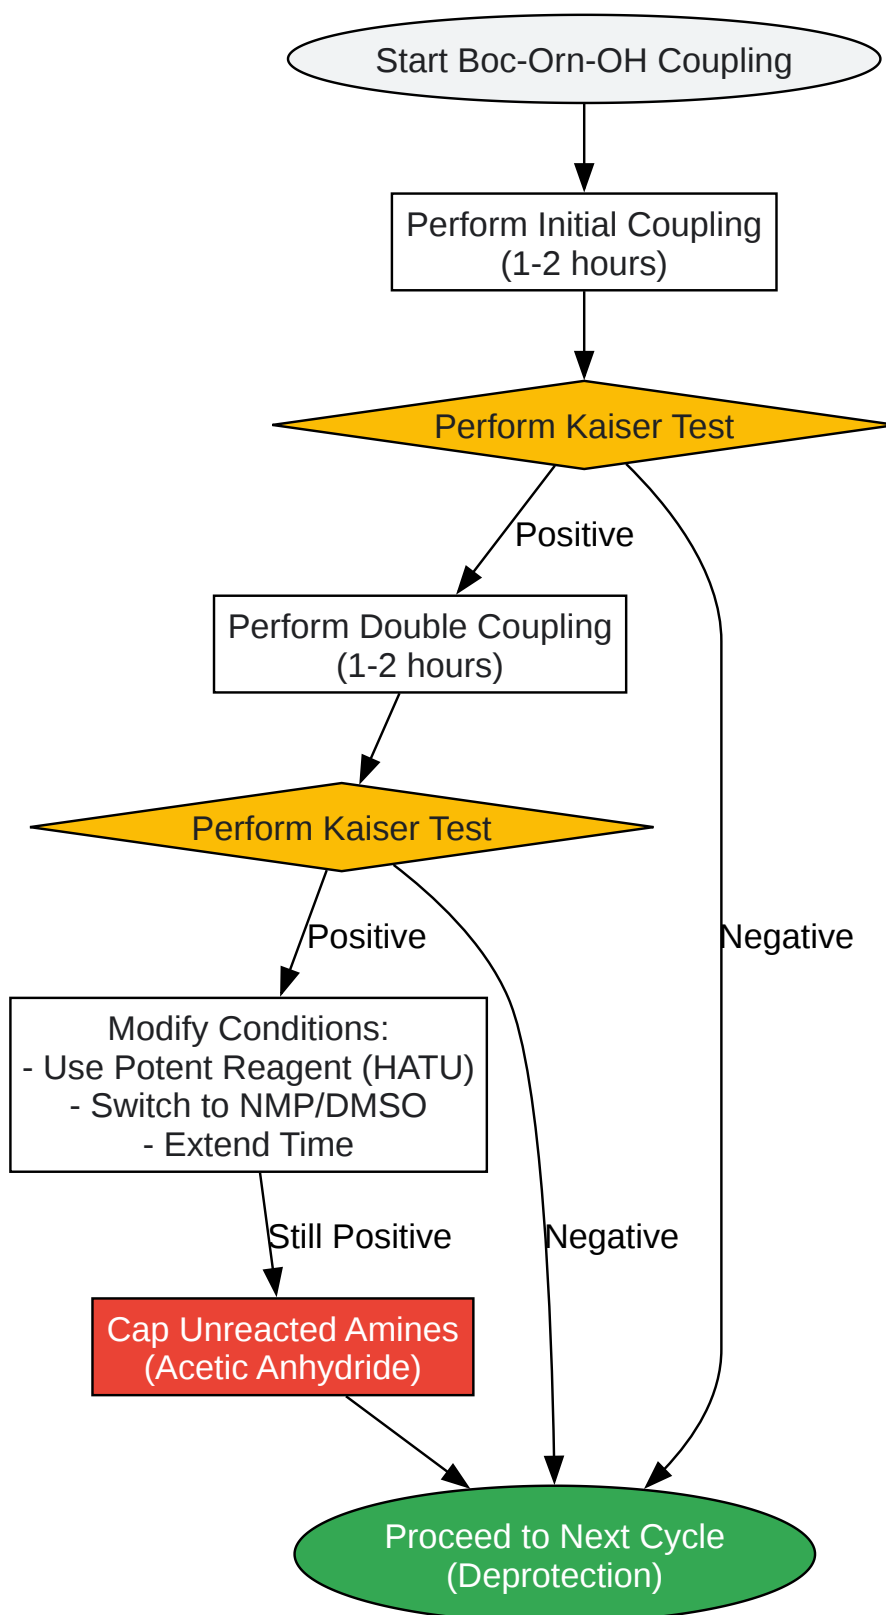 Start Boc-Orn-OH Coupling
Perform Initial Coupling
(1-2 hours)
Perform Kaiser Test
Positive
Perform Double Coupling
(1-2 hours)
Perform Kaiser Test
Positive
Negative
Modify Conditions:
- Use Potent Reagent (HATU)
- Switch to NMP/DMSO
- Extend Time
Still Positive
Negative
Cap Unreacted Amines
(Acetic Anhydride)
Proceed to Next Cycle
(Deprotection)